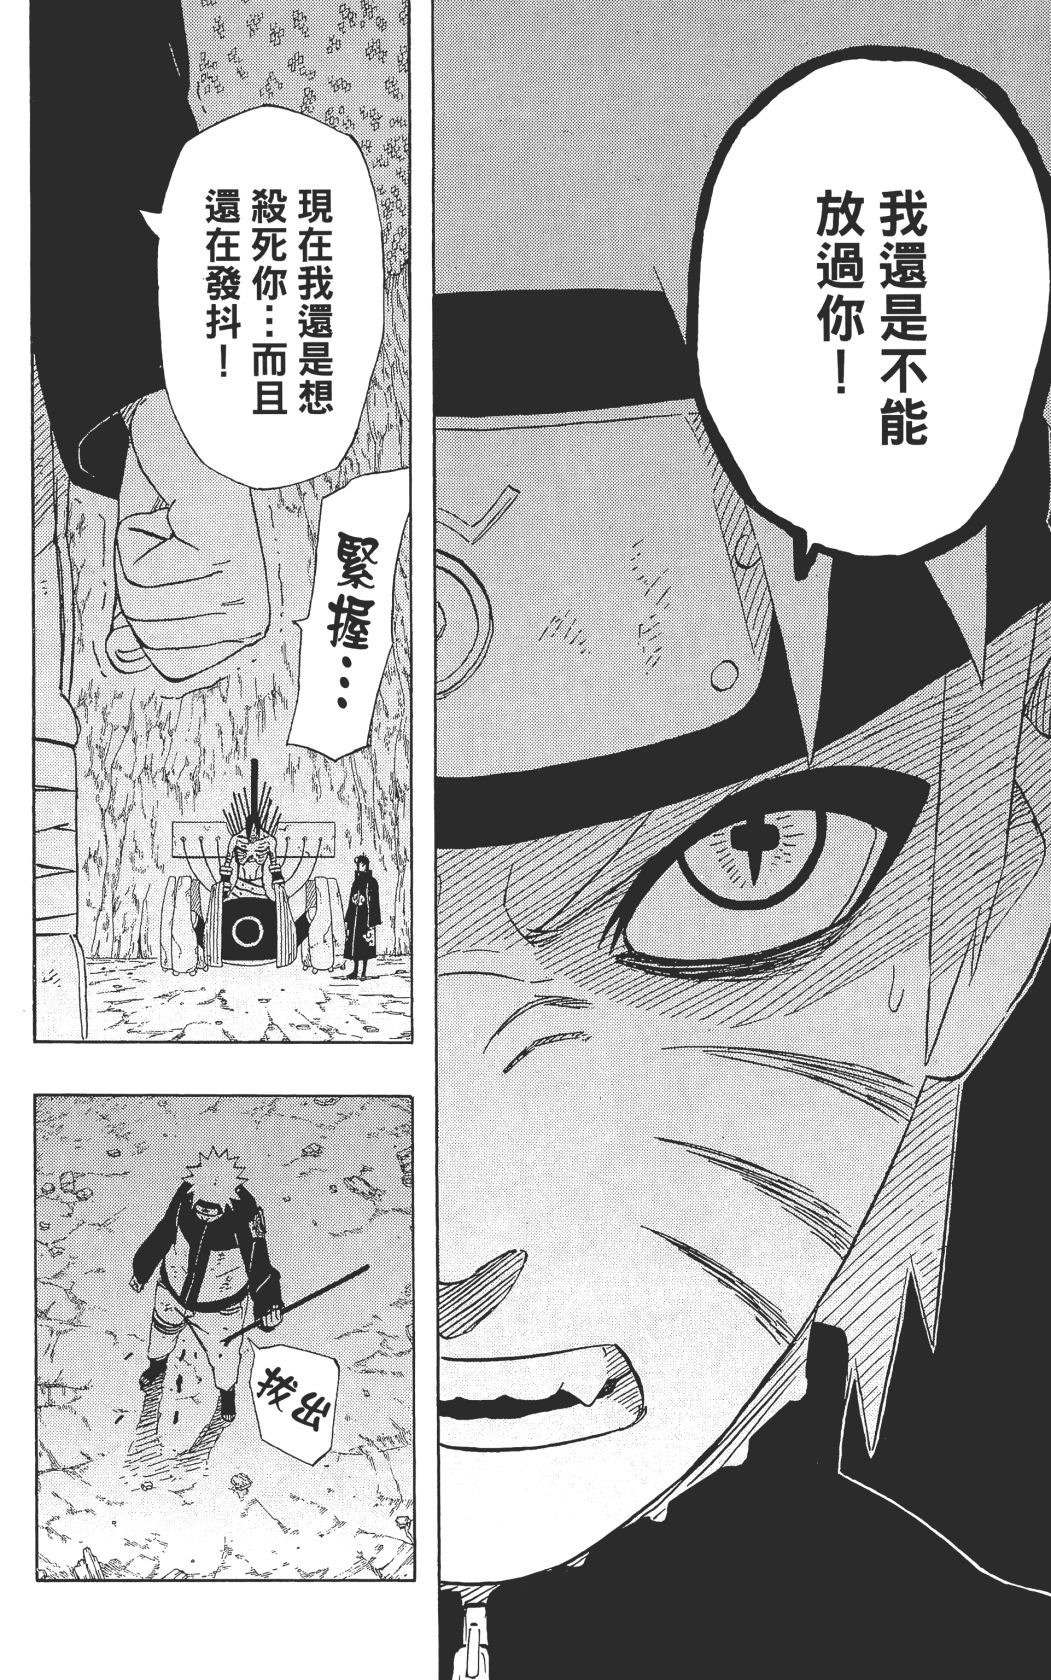 我還是不能
放過你！
現在我還是想
殺死你…而且
還在發抖！
緊握…
拔出